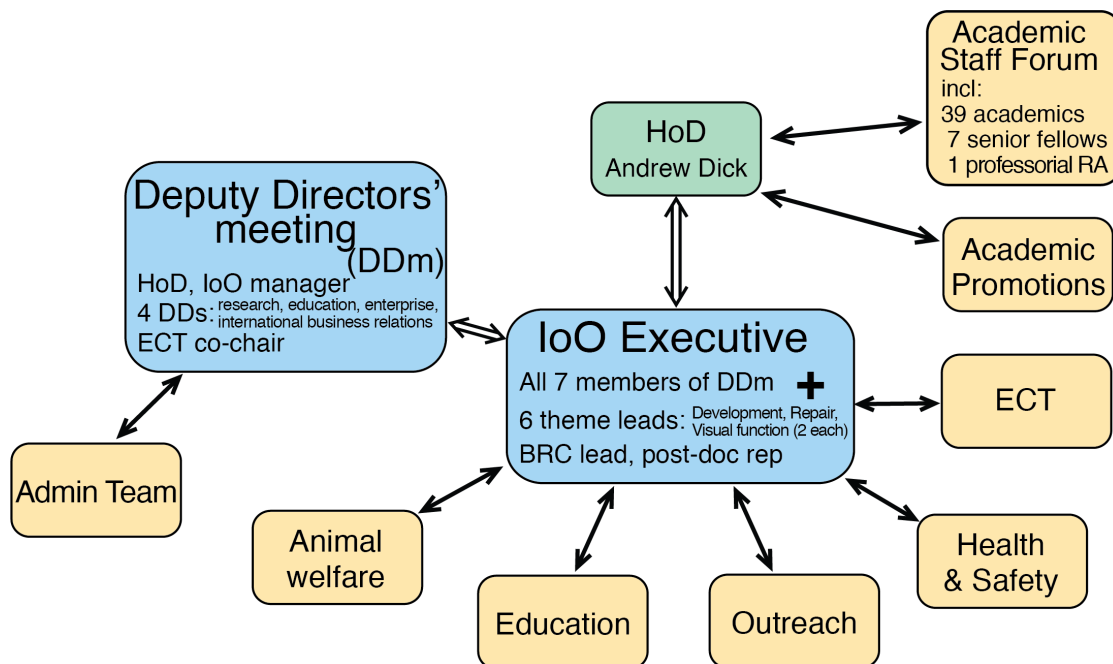 Academic
Staff Forum
incl:
39 academics
7 senior fellows
1 professorial RA
HoD
Andrew Dick
Deputy Directors'
meeting
(DDm)
HoD, IoO manager
4 DDs: research, education, enterprise,
international business relations
ECT co-chair
Academic
Promotions
IoO Executive
All 7 members of DDm +
6 theme leads: Development, Repair,
Visual function (2 each)
BRC lead, post-doc rep
ECT
Admin Team
Animal
welfare
Health
& Safety
Education
Outreach